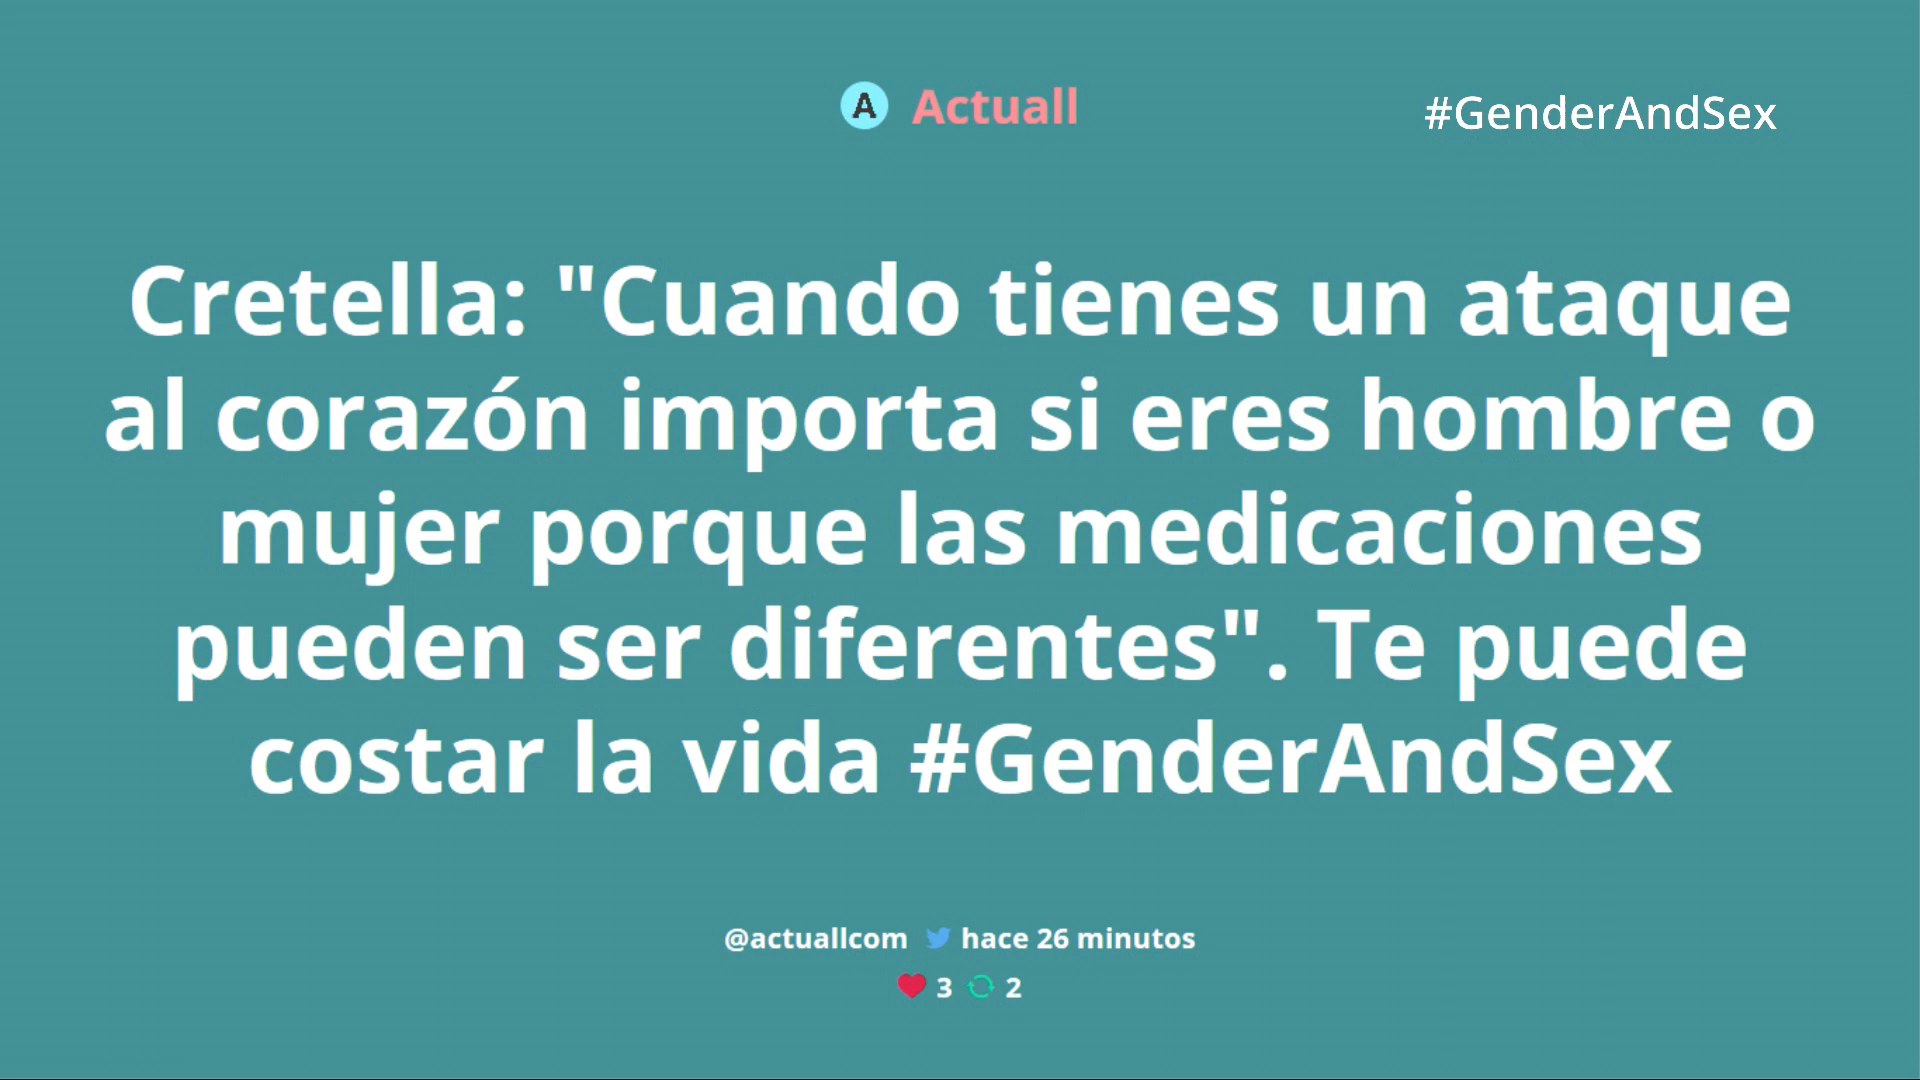 A Actuall
#GenderAndSex
Cretella: "Cuando tienes un ataque
al corazón importa si eres hombre o
mujer porque las medicaciones
pueden ser diferentes". Te puede
costar la vida #GenderAndSex
@actuallcom hace 26 minutos
3 2